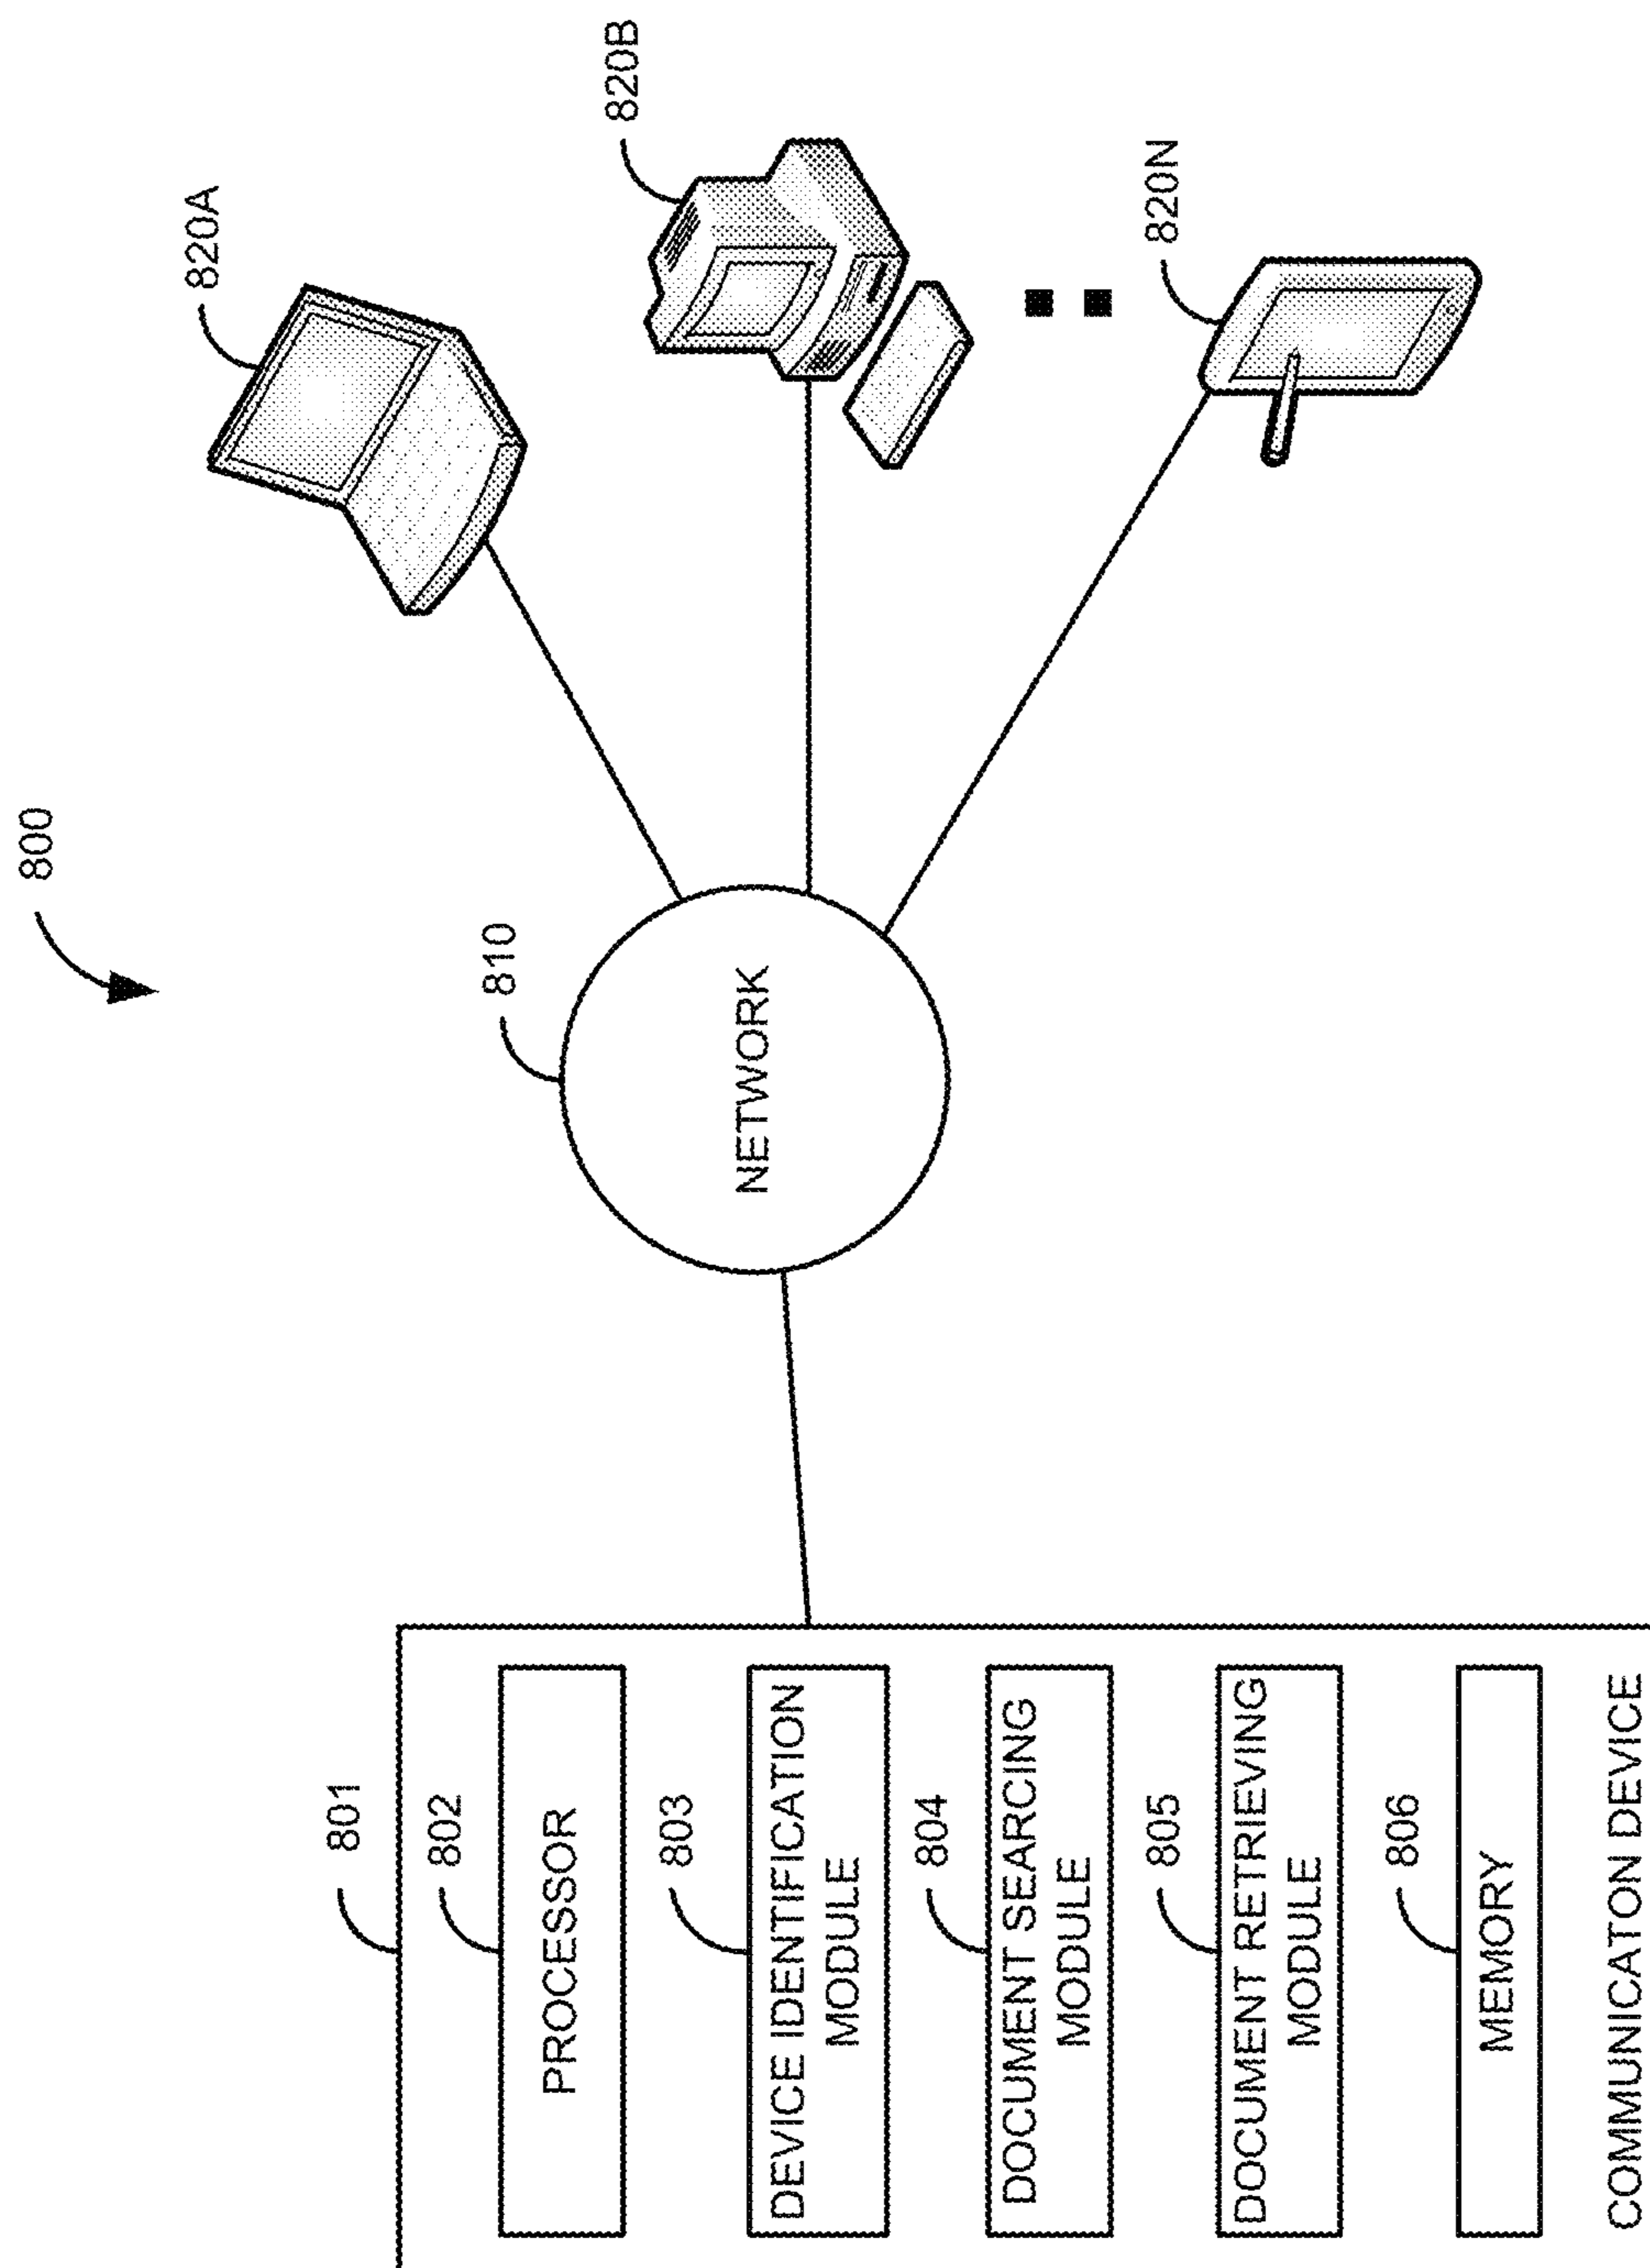 800
801
802
PROCESSOR
803
DEVICE IDENTIFICATION
MODULE
804
DOCUMENT SEARCING
MODULE
805
DOCUMENT RETRIEVING
MODULE
806
MEMORY
COMMUNICATON DEVICE
810
NETWORK
820A
820B
820N